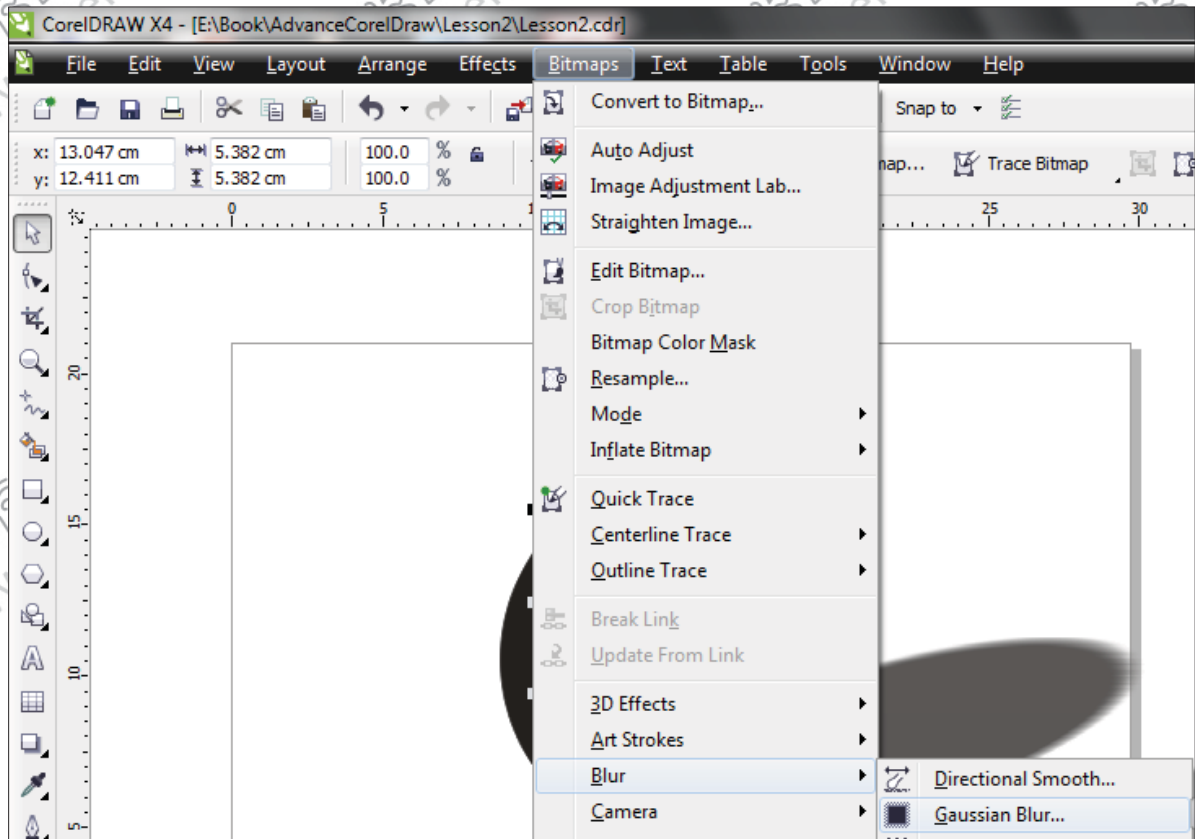 CorelDRAW X4 - [E:\Book\AdvanceCorelDraw\Lesson2\Lesson2.cdr]
File Edit View Layout Arrange Effects Bitmaps Text Table Tools Window Help
Snap to
x: 13.047 cm 5.382 cm 100.0 %
y: 12.411 cm 5.382 cm 100.0 %
Trace Bitmap
0 5 25 30
20
15
10
5
Convert to Bitmap...
Auto Adjust
Image Adjustment Lab...
Straighten Image...
Edit Bitmap...
Crop Bitmap
Bitmap Color Mask
Resample...
Mode
Inflate Bitmap
Quick Trace
Centerline Trace
Outline Trace
Break Link
Update From Link
3D Effects
Art Strokes
Blur
Camera
Directional Smooth...
Gaussian Blur...